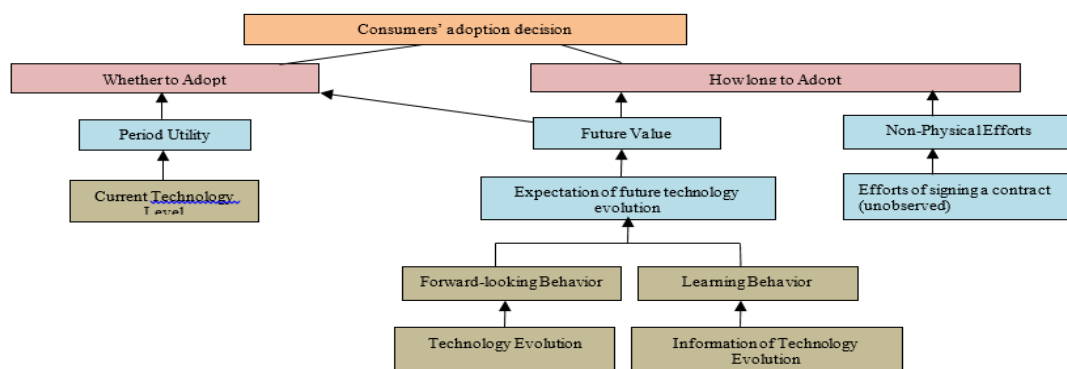 Consumers' adoption decision
Whether to Adopt
How long to Adopt
Period Utility
Future Value
Non-Physical Efforts
Current Technology
Level
Expectation of future technology
evolution
Efforts of signing a contract
(unobserved)
Forward-looking Behavior
Learning Behavior
Technology Evolution
Information of Technology
Evolution